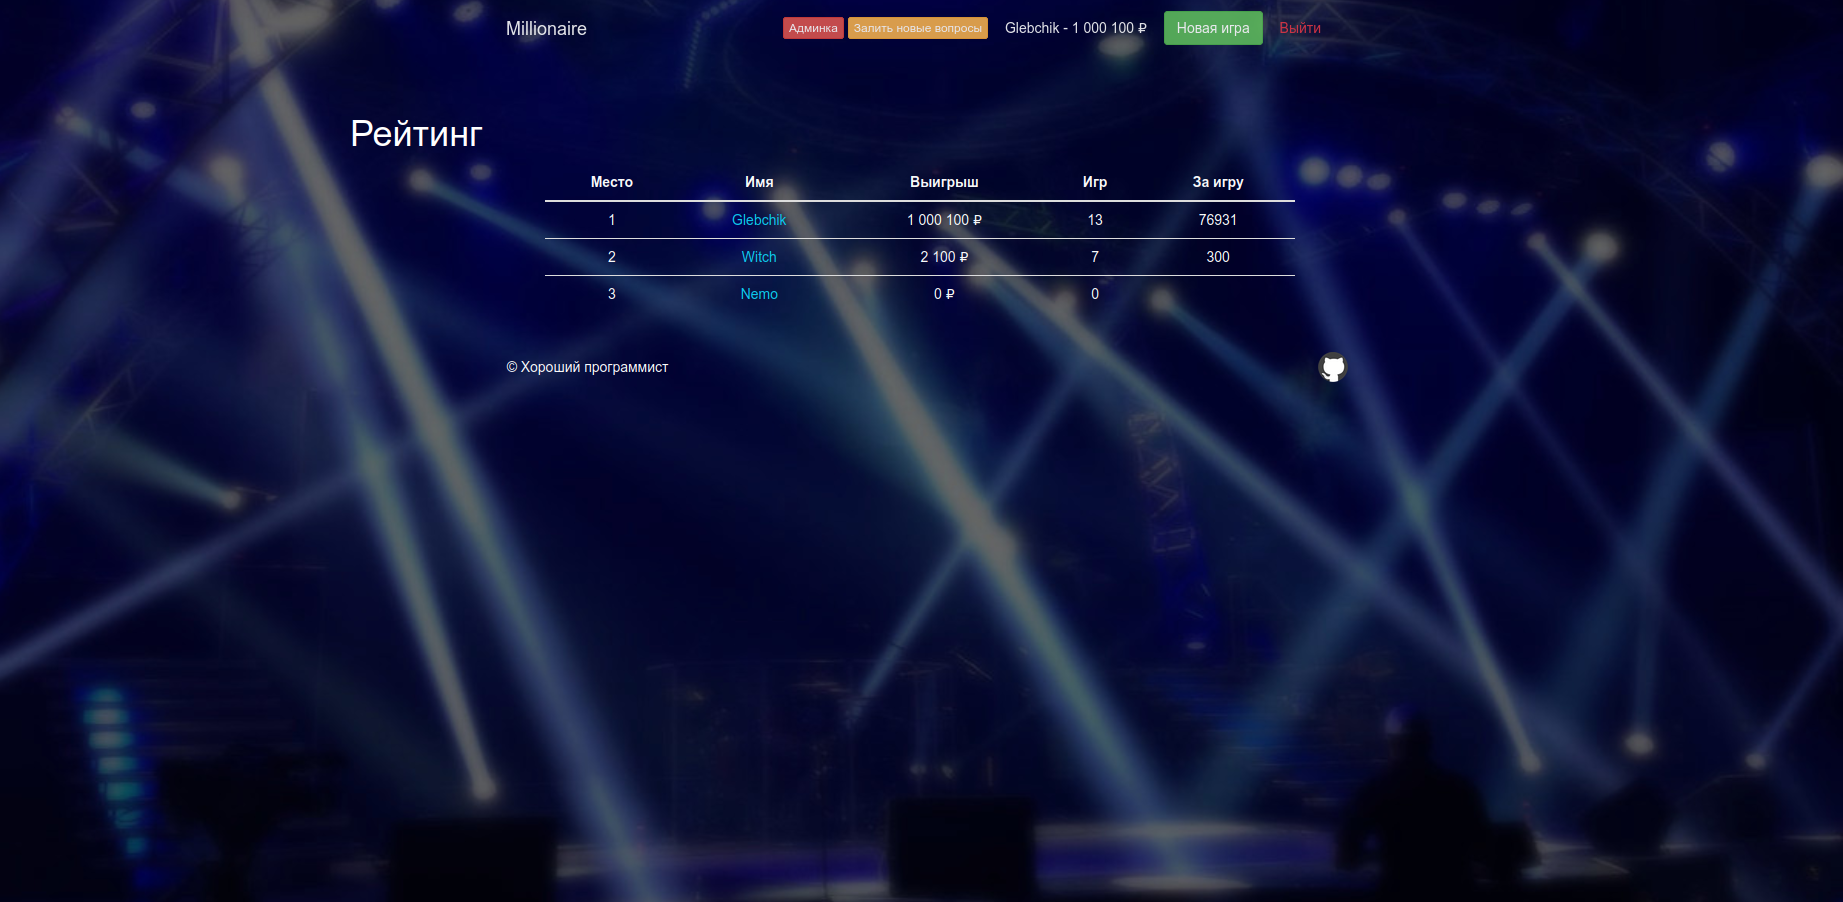 Millionaire Админка Залить новые вопросы Glebchik - 1 000 100 ₽ Новая игра Выйти
Рейтинг
Место Имя Выигрыш Игр За игру
1 Glebchik 1 000 100 ₽ 13 76931
2 Witch 2 100 ₽ 7 300
3 Nemo 0 ₽ 0
© Хороший программист